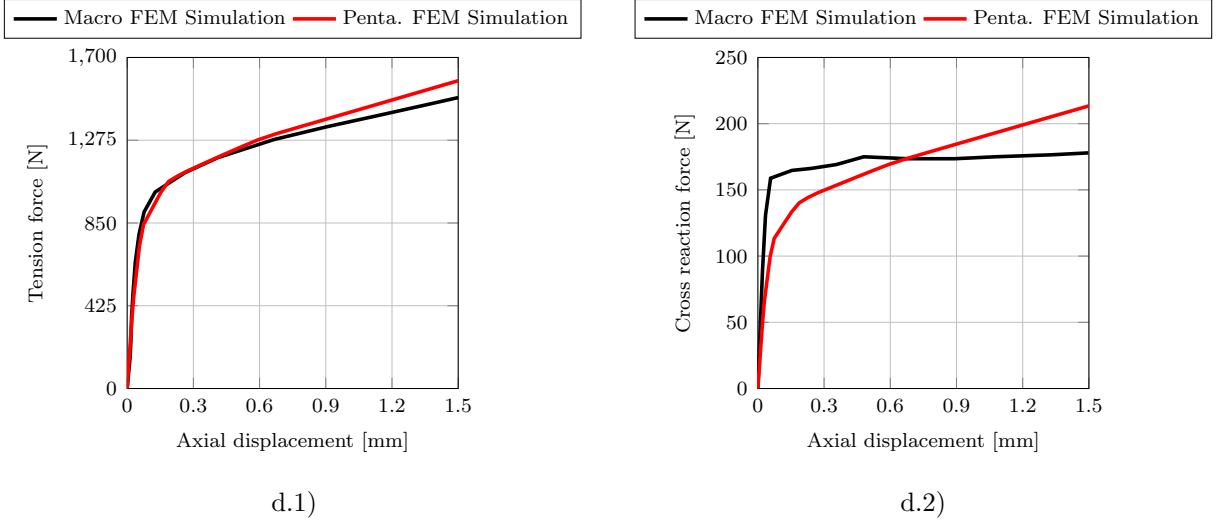 Macro FEM Simulation Penta. FEM Simulation
1,700
1,275
850
425
0
0 0.3 0.6 0.9 1.2 1.5
Tension force [N]
Axial displacement [mm]
d.1)
Macro FEM Simulation Penta. FEM Simulation
250
200
150
100
50
0
0 0.3 0.6 0.9 1.2 1.5
Cross reaction force [N]
Axial displacement [mm]
d.2)